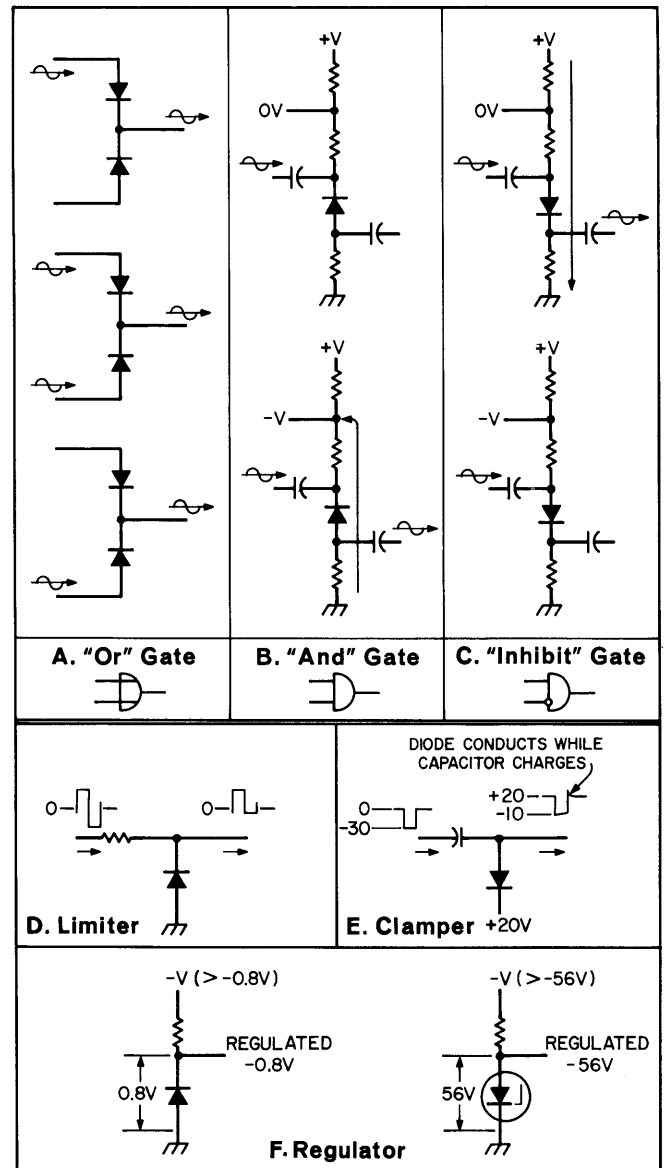 +V
0V
-V
+V
+V
0V
+V
-V
A. "Or" Gate
B. "And" Gate
C. "Inhibit" Gate
0
0
D. Limiter
DIODE CONDUCTS WHILE
CAPACITOR CHARGES
0
-30
+20
-10
+20V
E. Clamper
-V (> -0.8V)
REGULATED
-0.8V
0.8V
-V (>-56V)
REGULATED
-56V
56V
F. Regulator